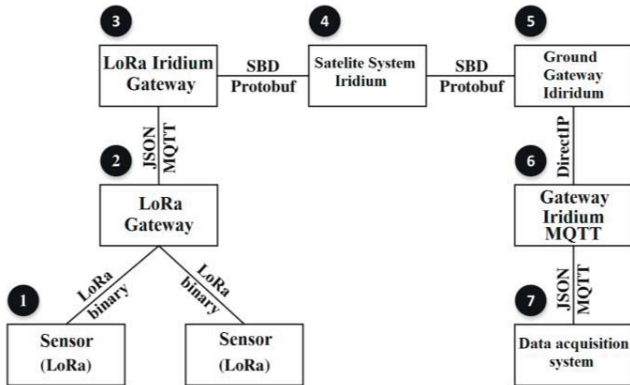 3
LoRa Iridium
Gateway
SBD
Protobuf
4
Satelite System
Iridium
SBD
Protobuf
5
Ground
Gateway
Idiridum
JSON
MQTT
DirectIP
2
LoRa
Gateway
6
Gateway
Iridium
MQTT
LoRa
binary
LoRa
binary
JSON
MQTT
1
Sensor
(LoRa)
Sensor
(LoRa)
7
Data acquisition
system